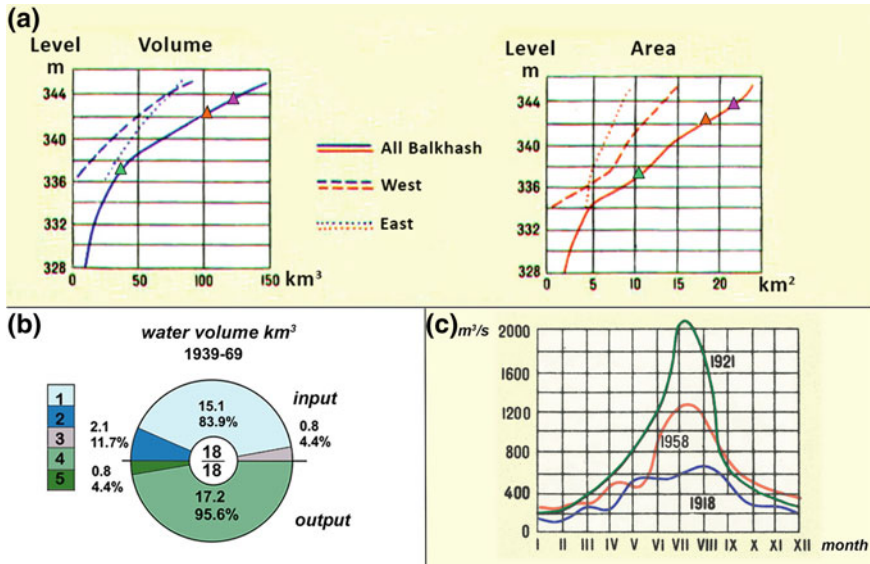 (a)
Level Volume
m
344
340
336
332
328
0 50 100 150 km³
All Balkhash
West
East
Level Area
m
344
340
336
332
328
0 5 10 15 20 km²
(b)
water volume km³
1939-69
1
2
3
4
5
input
15.1
83.9%
0.8
4.4%
2.1
11.7%
18
18
0.8
4.4%
17.2
95.6%
output
(c)
m³/s
2000
1600
1200
800
400
0
1921
1958
1918
I II III IV V VI VII VIII IX X XI XII month